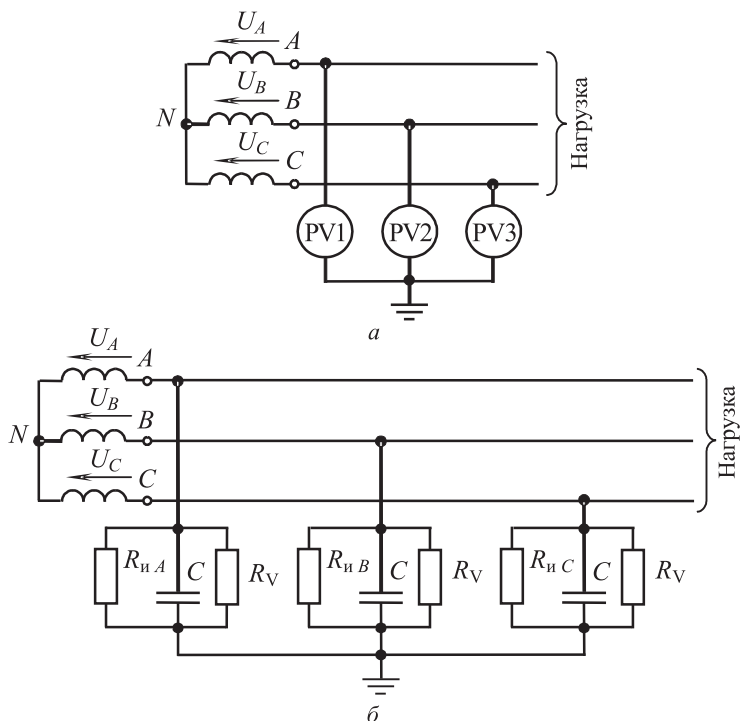 U_A
A
U_B
B
N
U_C
C
Нагрузка
PV1 PV2 PV3
а
U_A
A
U_B
B
N
U_C
C
Нагрузка
R_и A C R_V R_и B C R_V R_и C C R_V
б